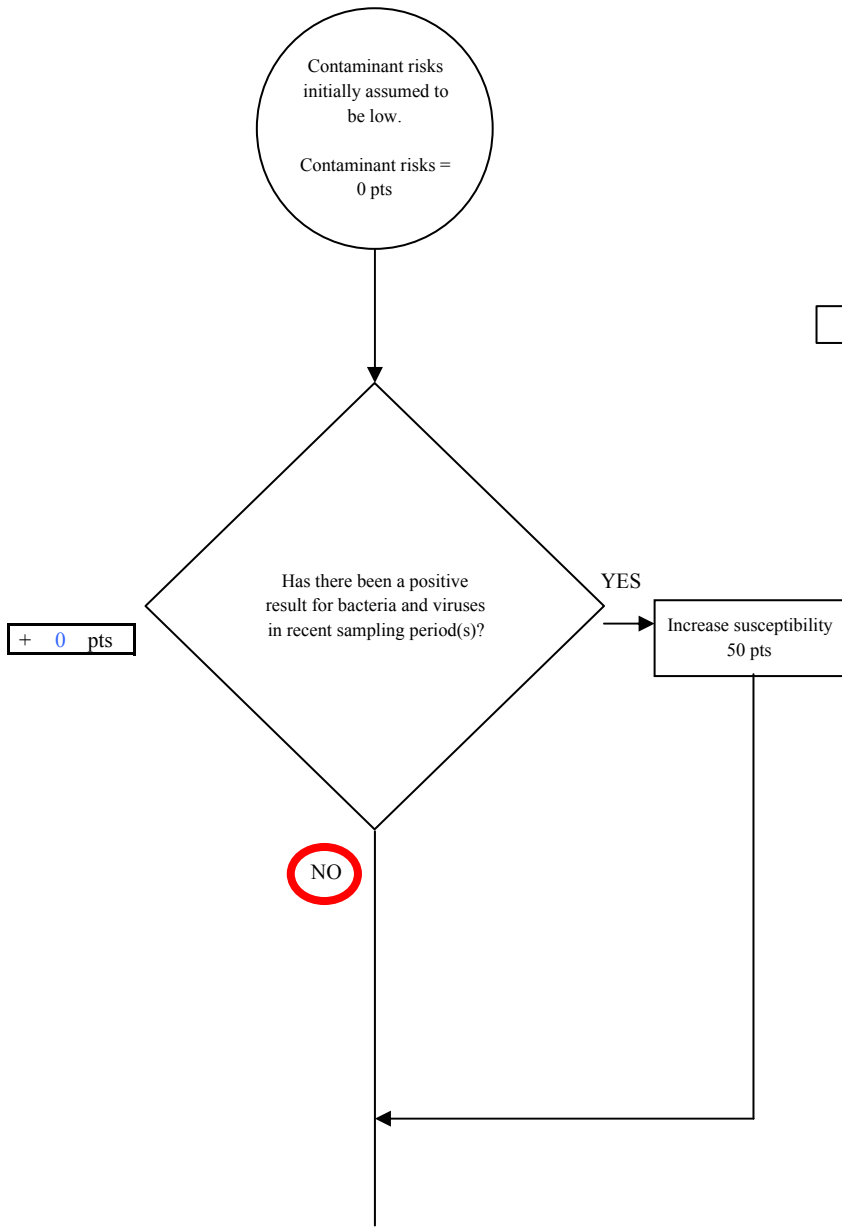 Contaminant risks
initially assumed to
be low.
Contaminant risks =
0 pts
Has there been a positive
result for bacteria and viruses
in recent sampling period(s)?
YES
+ 0 pts
Increase susceptibility
50 pts
NO